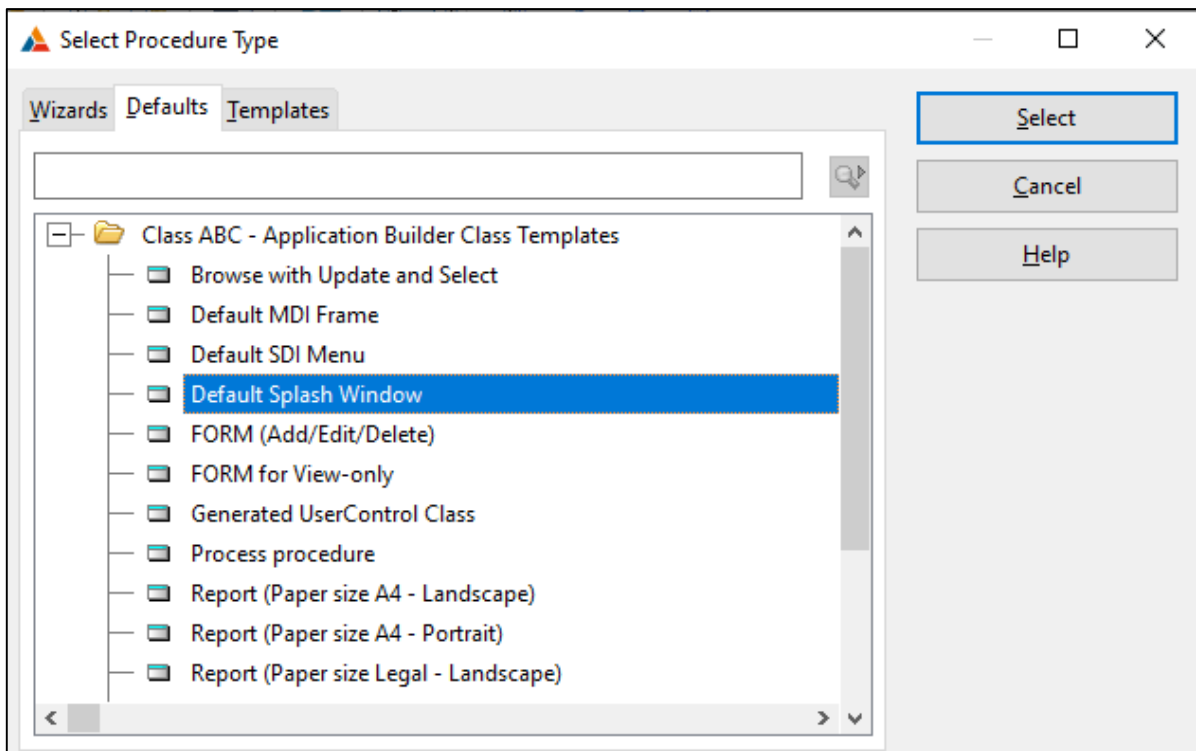 Select Procedure Type
Wizards Defaults Templates
Select
Cancel
Help
Class ABC - Application Builder Class Templates
Browse with Update and Select
Default MDI Frame
Default SDI Menu
Default Splash Window
FORM (Add/Edit/Delete)
FORM for View-only
Generated UserControl Class
Process procedure
Report (Paper size A4 - Landscape)
Report (Paper size A4 - Portrait)
Report (Paper size Legal - Landscape)